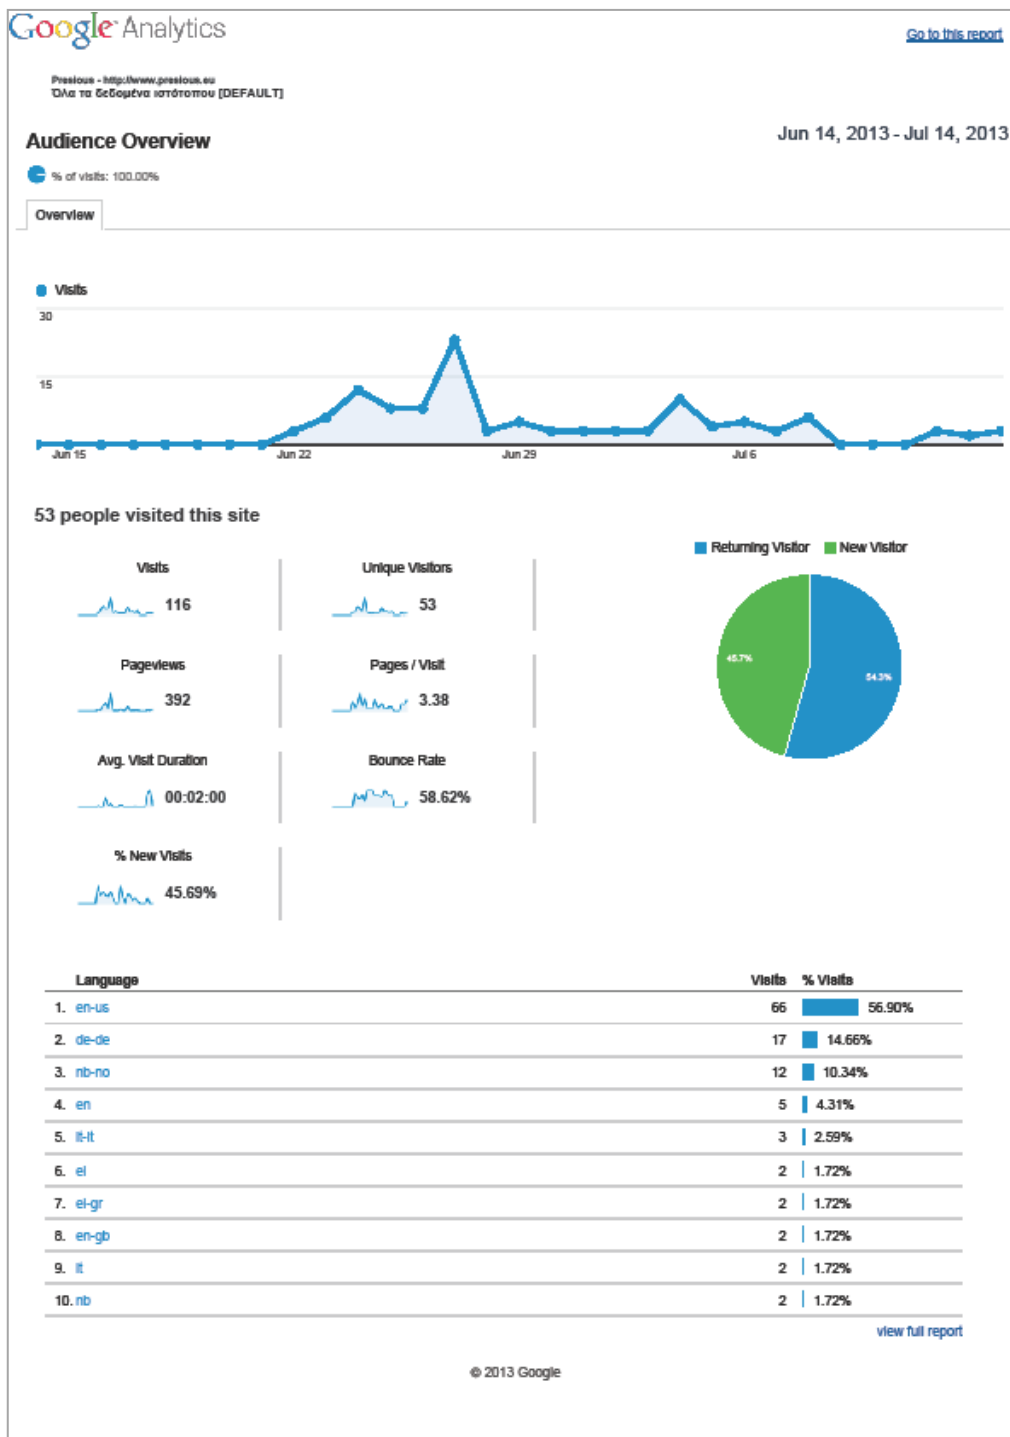 Google Analytics
Go to this report
Presious - http://www.presious.eu
Όλα τα δεδομένα ιστότοπου [DEFAULT]
Audience Overview
Jun 14, 2013 - Jul 14, 2013
% of visits: 100.00%
Overview
Visits
30
15
Jun 15 Jun 22 Jun 29 Jul 6
53 people visited this site
Returning Visitor New Visitor
Visits Unique Visitors
116 53
45.7%
54.3%
Pageviews Pages / Visit
392 3.38
Avg. Visit Duration Bounce Rate
00:02:00 58.62%
% New Visits
45.69%
Language Visits % Visits
1. en-us 66 56.90%
2. de-de 17 14.66%
3. nb-no 12 10.34%
4. en 5 4.31%
5. it-it 3 2.59%
6. el 2 1.72%
7. el-gr 2 1.72%
8. en-gb 2 1.72%
9. it 2 1.72%
10. nb 2 1.72%
view full report
© 2013 Google